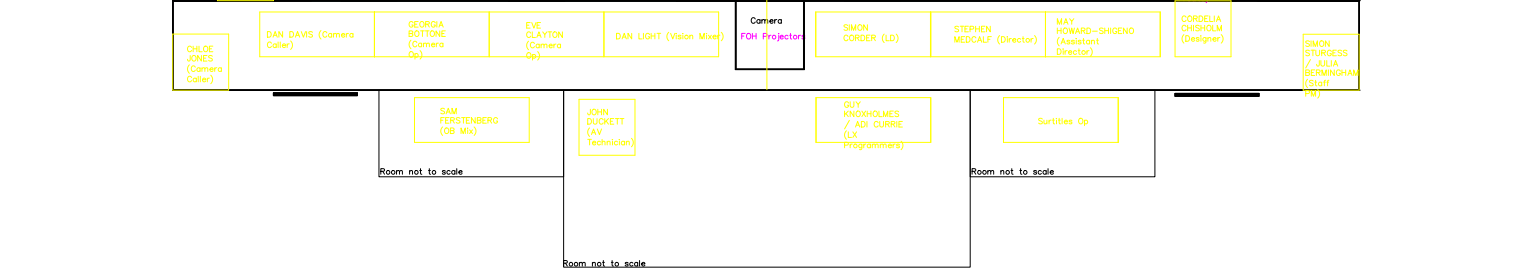 CHLOE
JONES
(Camera
Caller)
DAN DAVIS (Camera
Caller)
GEORGIA
BOTTONE
(Camera
Op)
EVE
CLAYTON
(Camera
Op)
DAN LIGHT (Vision Mixer)
Camera
FOH Projectors
SIMON
CORDER (LD)
STEPHEN
MEDCALF (Director)
MAY
HOWARD-SHIGENO
(Assistant
Director)
CORDELIA
CHISHOLM
(Designer)
SIMON
STURGESS
/ JULIA
BERMINGHAM
(Staff
PM)
SAM
FERSTENBERG
(OB Mix)
JOHN
DUCKETT
(AV
Technician)
GUY
KNOXHOLMES
/ ADI CURRIE
(LX
Programmers)
Surtitles Op
Room not to scale
Room not to scale
Room not to scale